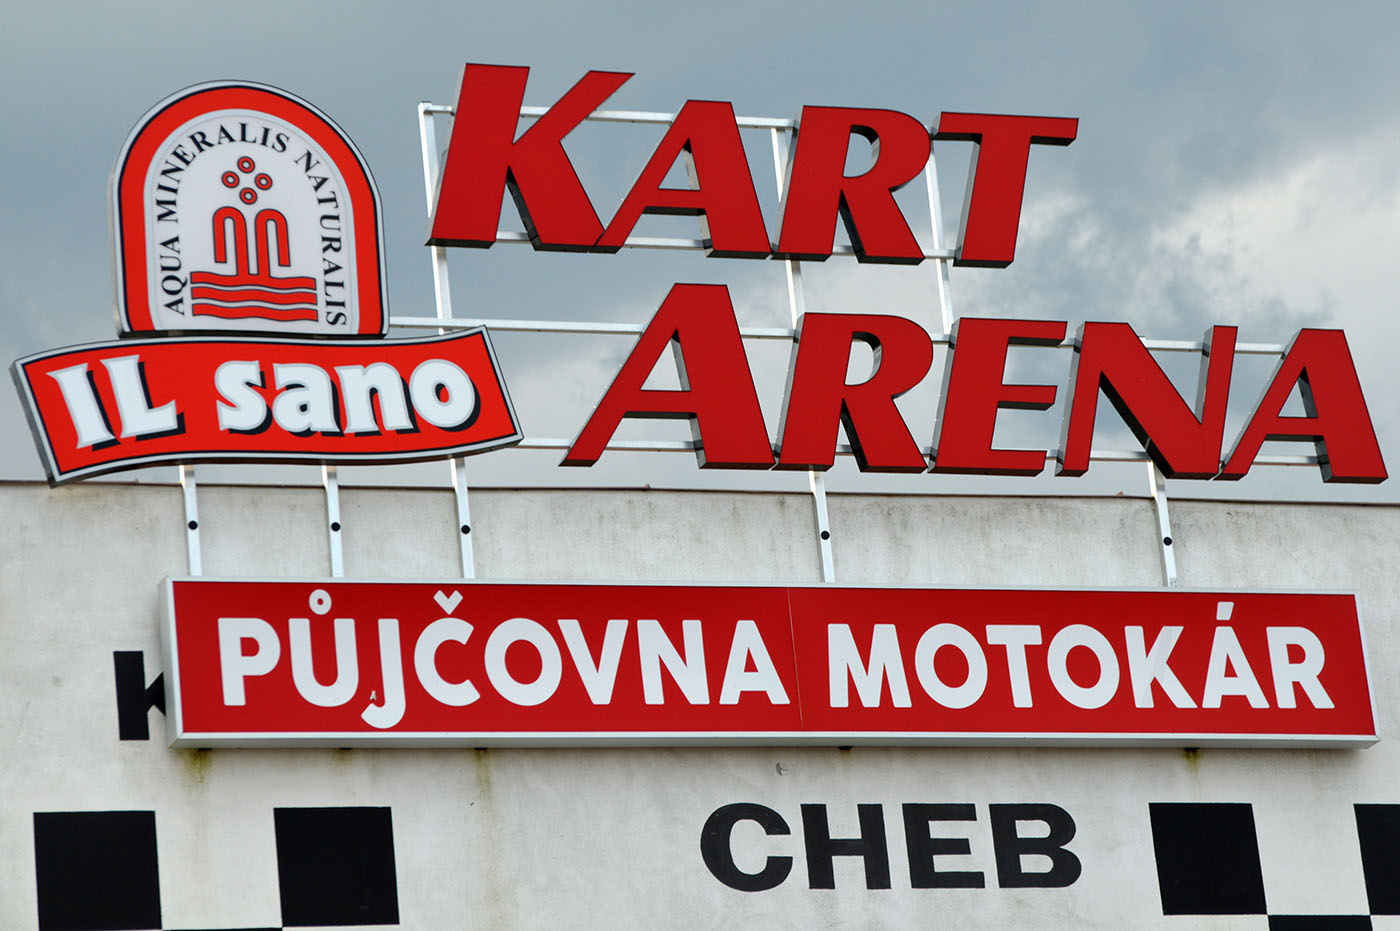 AQUA MINERALIS NATURALIS
IL sano
KART
ARENA
PŮJČOVNA MOTOKÁR
CHEB